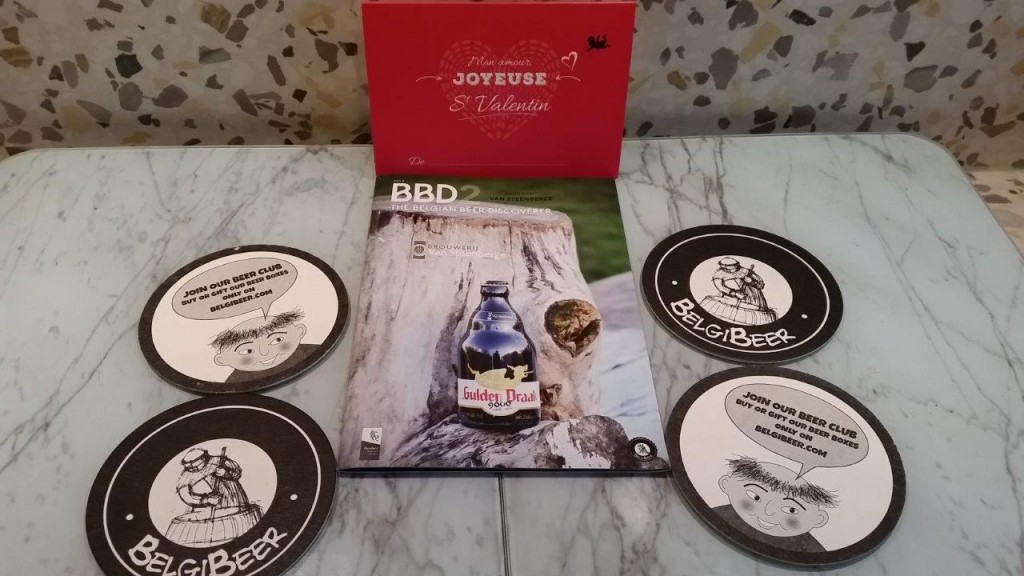 Mon amour
JOYEUSE
St Valentin
De
BBD2
VAN STEENBERGE
THE BELGIAN BEER DISCOVERER
BROUWERIJ
Van Steenberge
Gulden Draak
9000
JOIN OUR BEER CLUB
BUY OR GIFT OUR BEER BOXES
ONLY ON
BELGIBEER.COM
BELGIBEER
BELGIBEER
JOIN OUR BEER CLUB
BUY OR GIFT OUR BEER BOXES
ONLY ON
BELGIBEER.COM